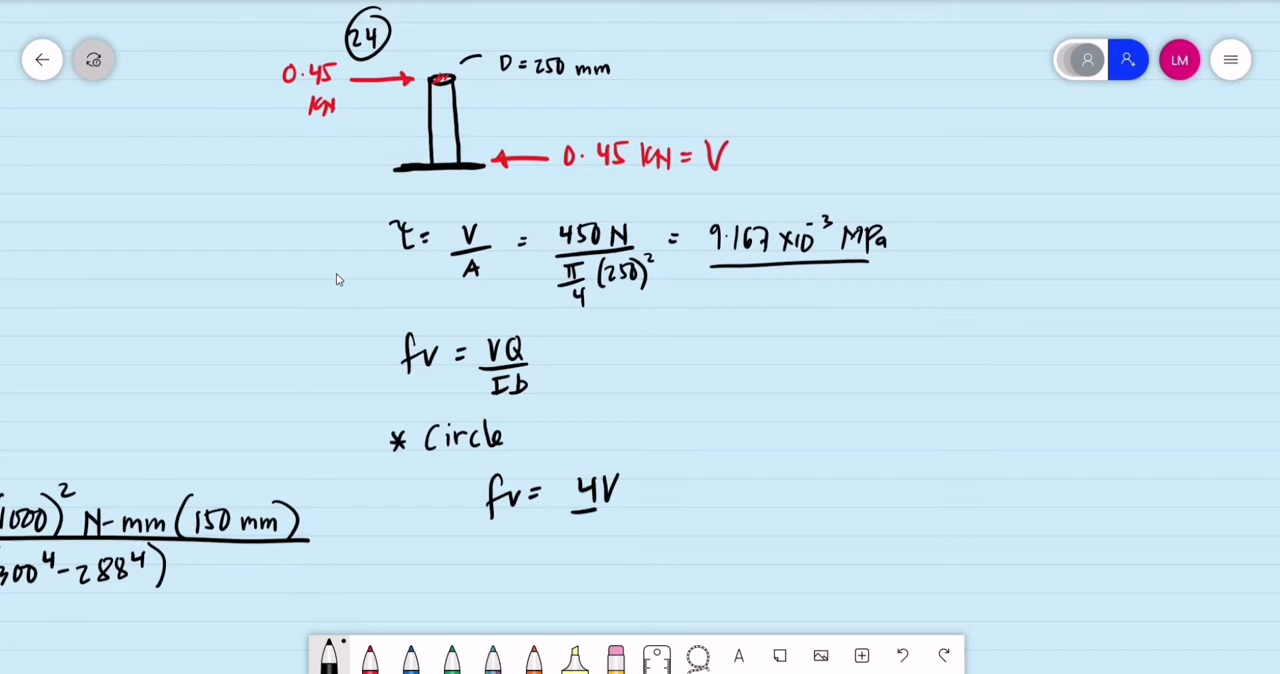 24
0.45
KN
D = 250 mm
0.45 KN = V
τ = V/A = 450 N / π/4 (250)² = 9.167 x10⁻³ MPa
fv = VQ/Ib
* Circle
fv = 4V
1000)² N-mm (150 mm)
300⁴ - 288⁴)
LM
A